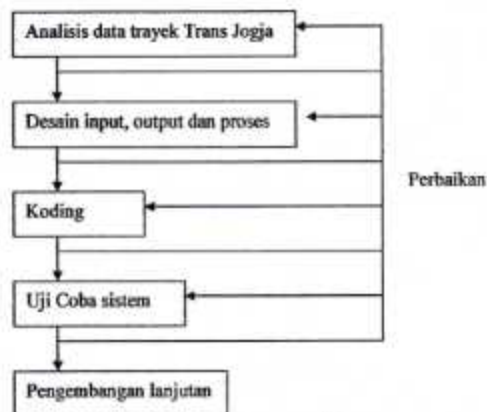 Analisis data trayek Trans Jogja
Desain input, output dan proses
Perbaikan
Koding
Uji Coba sistem
Pengembangan lanjutan